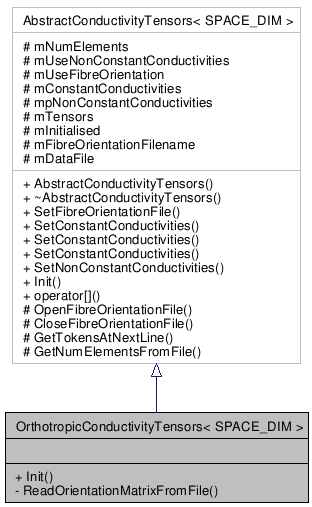 AbstractConductivityTensors< SPACE_DIM >
# mNumElements
# mUseNonConstantConductivities
# mUseFibreOrientation
# mConstantConductivities
# mpNonConstantConductivities
# mTensors
# mInitialised
# mFibreOrientationFilename
# mDataFile
+ AbstractConductivityTensors()
+ ~AbstractConductivityTensors()
+ SetFibreOrientationFile()
+ SetConstantConductivities()
+ SetConstantConductivities()
+ SetConstantConductivities()
+ SetNonConstantConductivities()
+ Init()
+ operator[]()
# OpenFibreOrientationFile()
# CloseFibreOrientationFile()
# GetTokensAtNextLine()
# GetNumElementsFromFile()
OrthotropicConductivityTensors< SPACE_DIM >
+ Init()
- ReadOrientationMatrixFromFile()